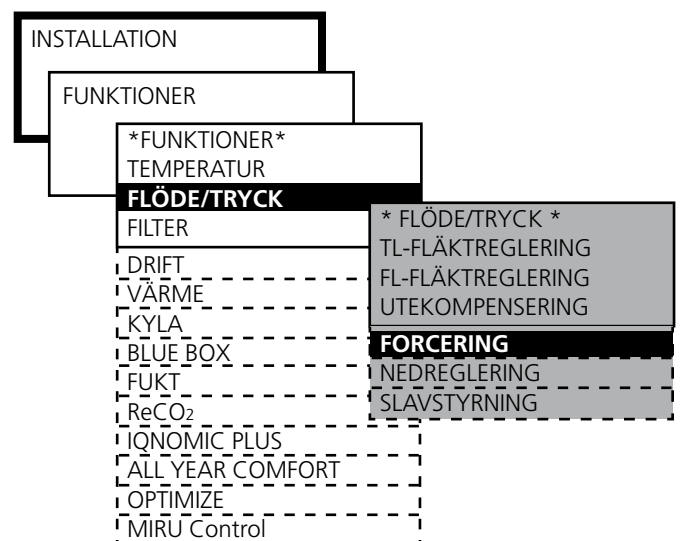 INSTALLATION
FUNKTIONER
*FUNKTIONER*
TEMPERATUR
FLÖDE/TRYCK
FILTER
DRIFT
VÄRME
KYLA
BLUE BOX
FUKT
ReCO₂
IQNOMIC PLUS
ALL YEAR COMFORT
OPTIMIZE
MIRU Control
* FLÖDE/TRYCK *
TL-FLÄKTREGLERING
FL-FLÄKTREGLERING
UTEKOMPENSERING
FORCERING
NEDREGLERING
SLAVSTYRNING